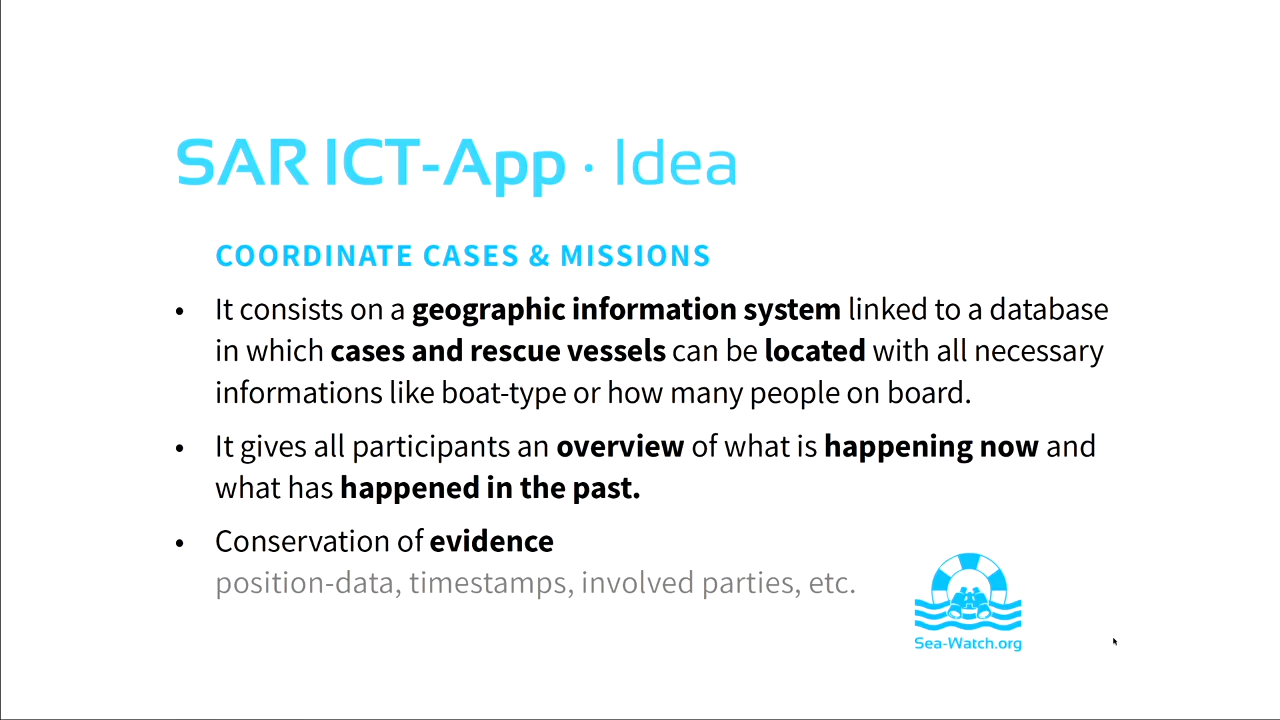 SAR ICT-App · Idea
COORDINATE CASES & MISSIONS
• It consists on a geographic information system linked to a database
in which cases and rescue vessels can be located with all necessary
informations like boat-type or how many people on board.
• It gives all participants an overview of what is happening now and
what has happened in the past.
• Conservation of evidence
position-data, timestamps, involved parties, etc.
Sea-Watch.org